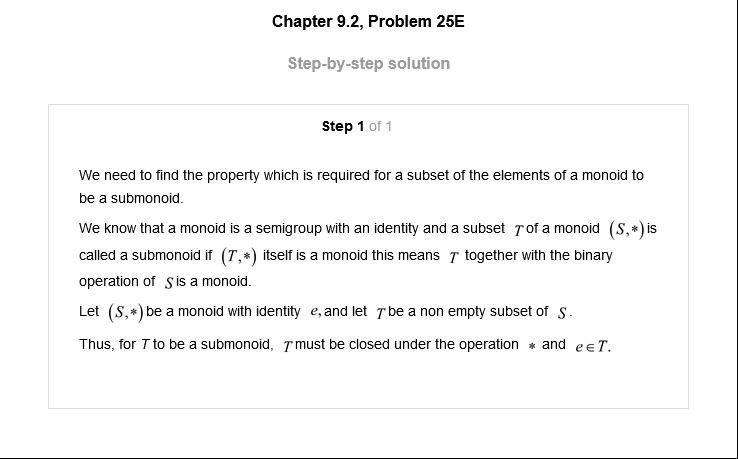 Chapter 9.2, Problem 25E
Step-by-step solution
Step 1 of 1
We need to find the property which is required for a subset of the elements of a monoid to
be a submonoid.
We know that a monoid is a semigroup with an identity and a subset T of a monoid (S,*) is
called a submonoid if (T,*) itself is a monoid this means T together with the binary
operation of S is a monoid.
Let (S,*) be a monoid with identity e, and let T be a non empty subset of S.
Thus, for T to be a submonoid, T must be closed under the operation * and e∈T.